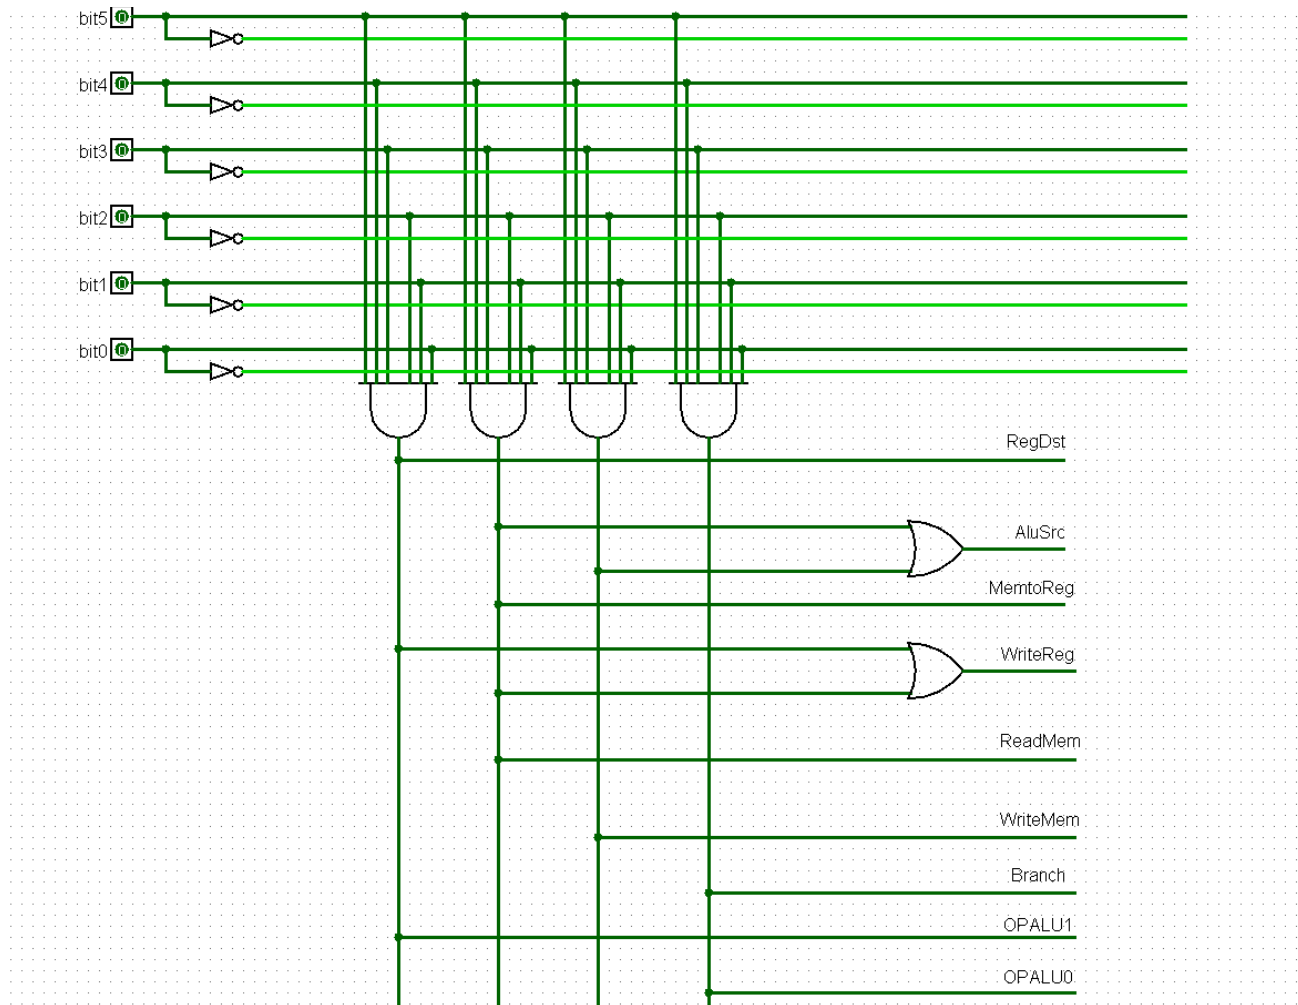 bit5
bit4
bit3
bit2
bit1
bit0
RegDst
AluSrc
MemtoReg
WriteReg
ReadMem
WriteMem
Branch
OPALU1
OPALU0